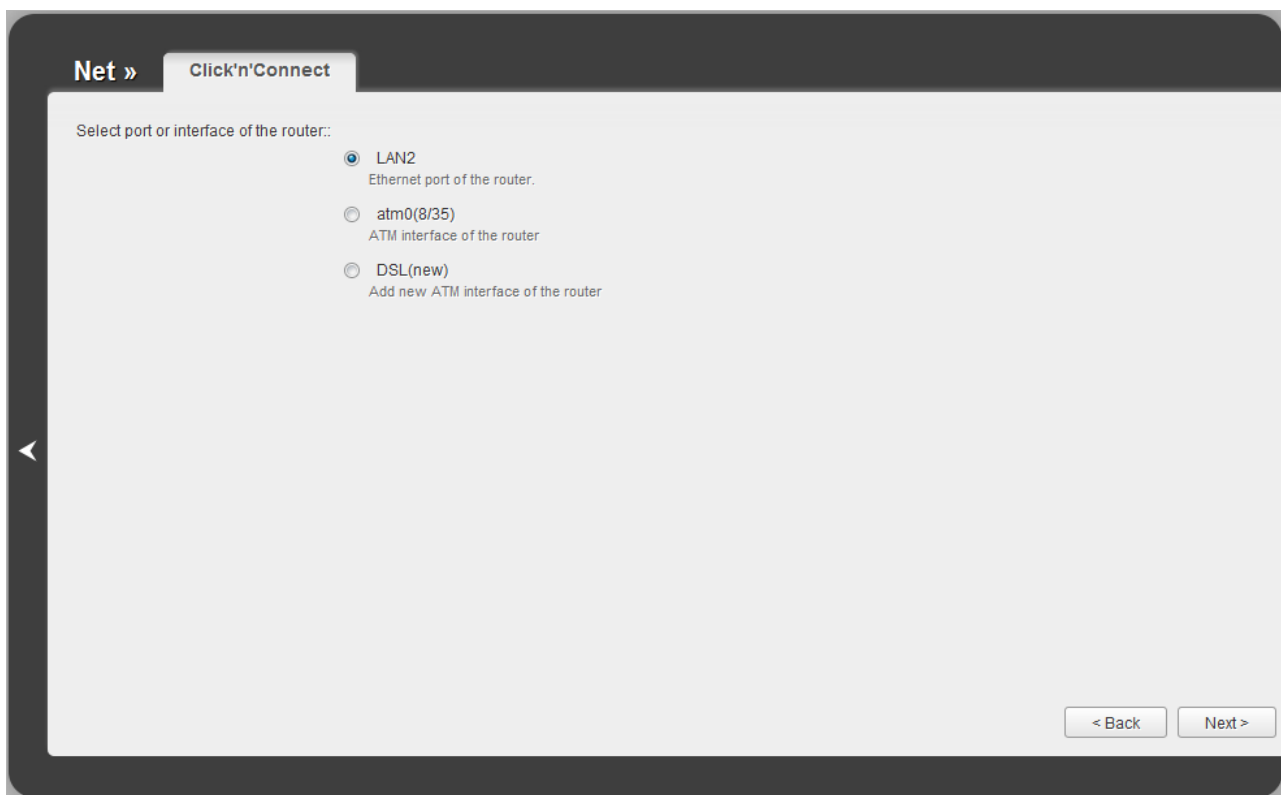 Net »
Click'n'Connect
Select port or interface of the router::
LAN2
Ethernet port of the router.
atm0(8/35)
ATM interface of the router
DSL(new)
Add new ATM interface of the router
< Back
Next >